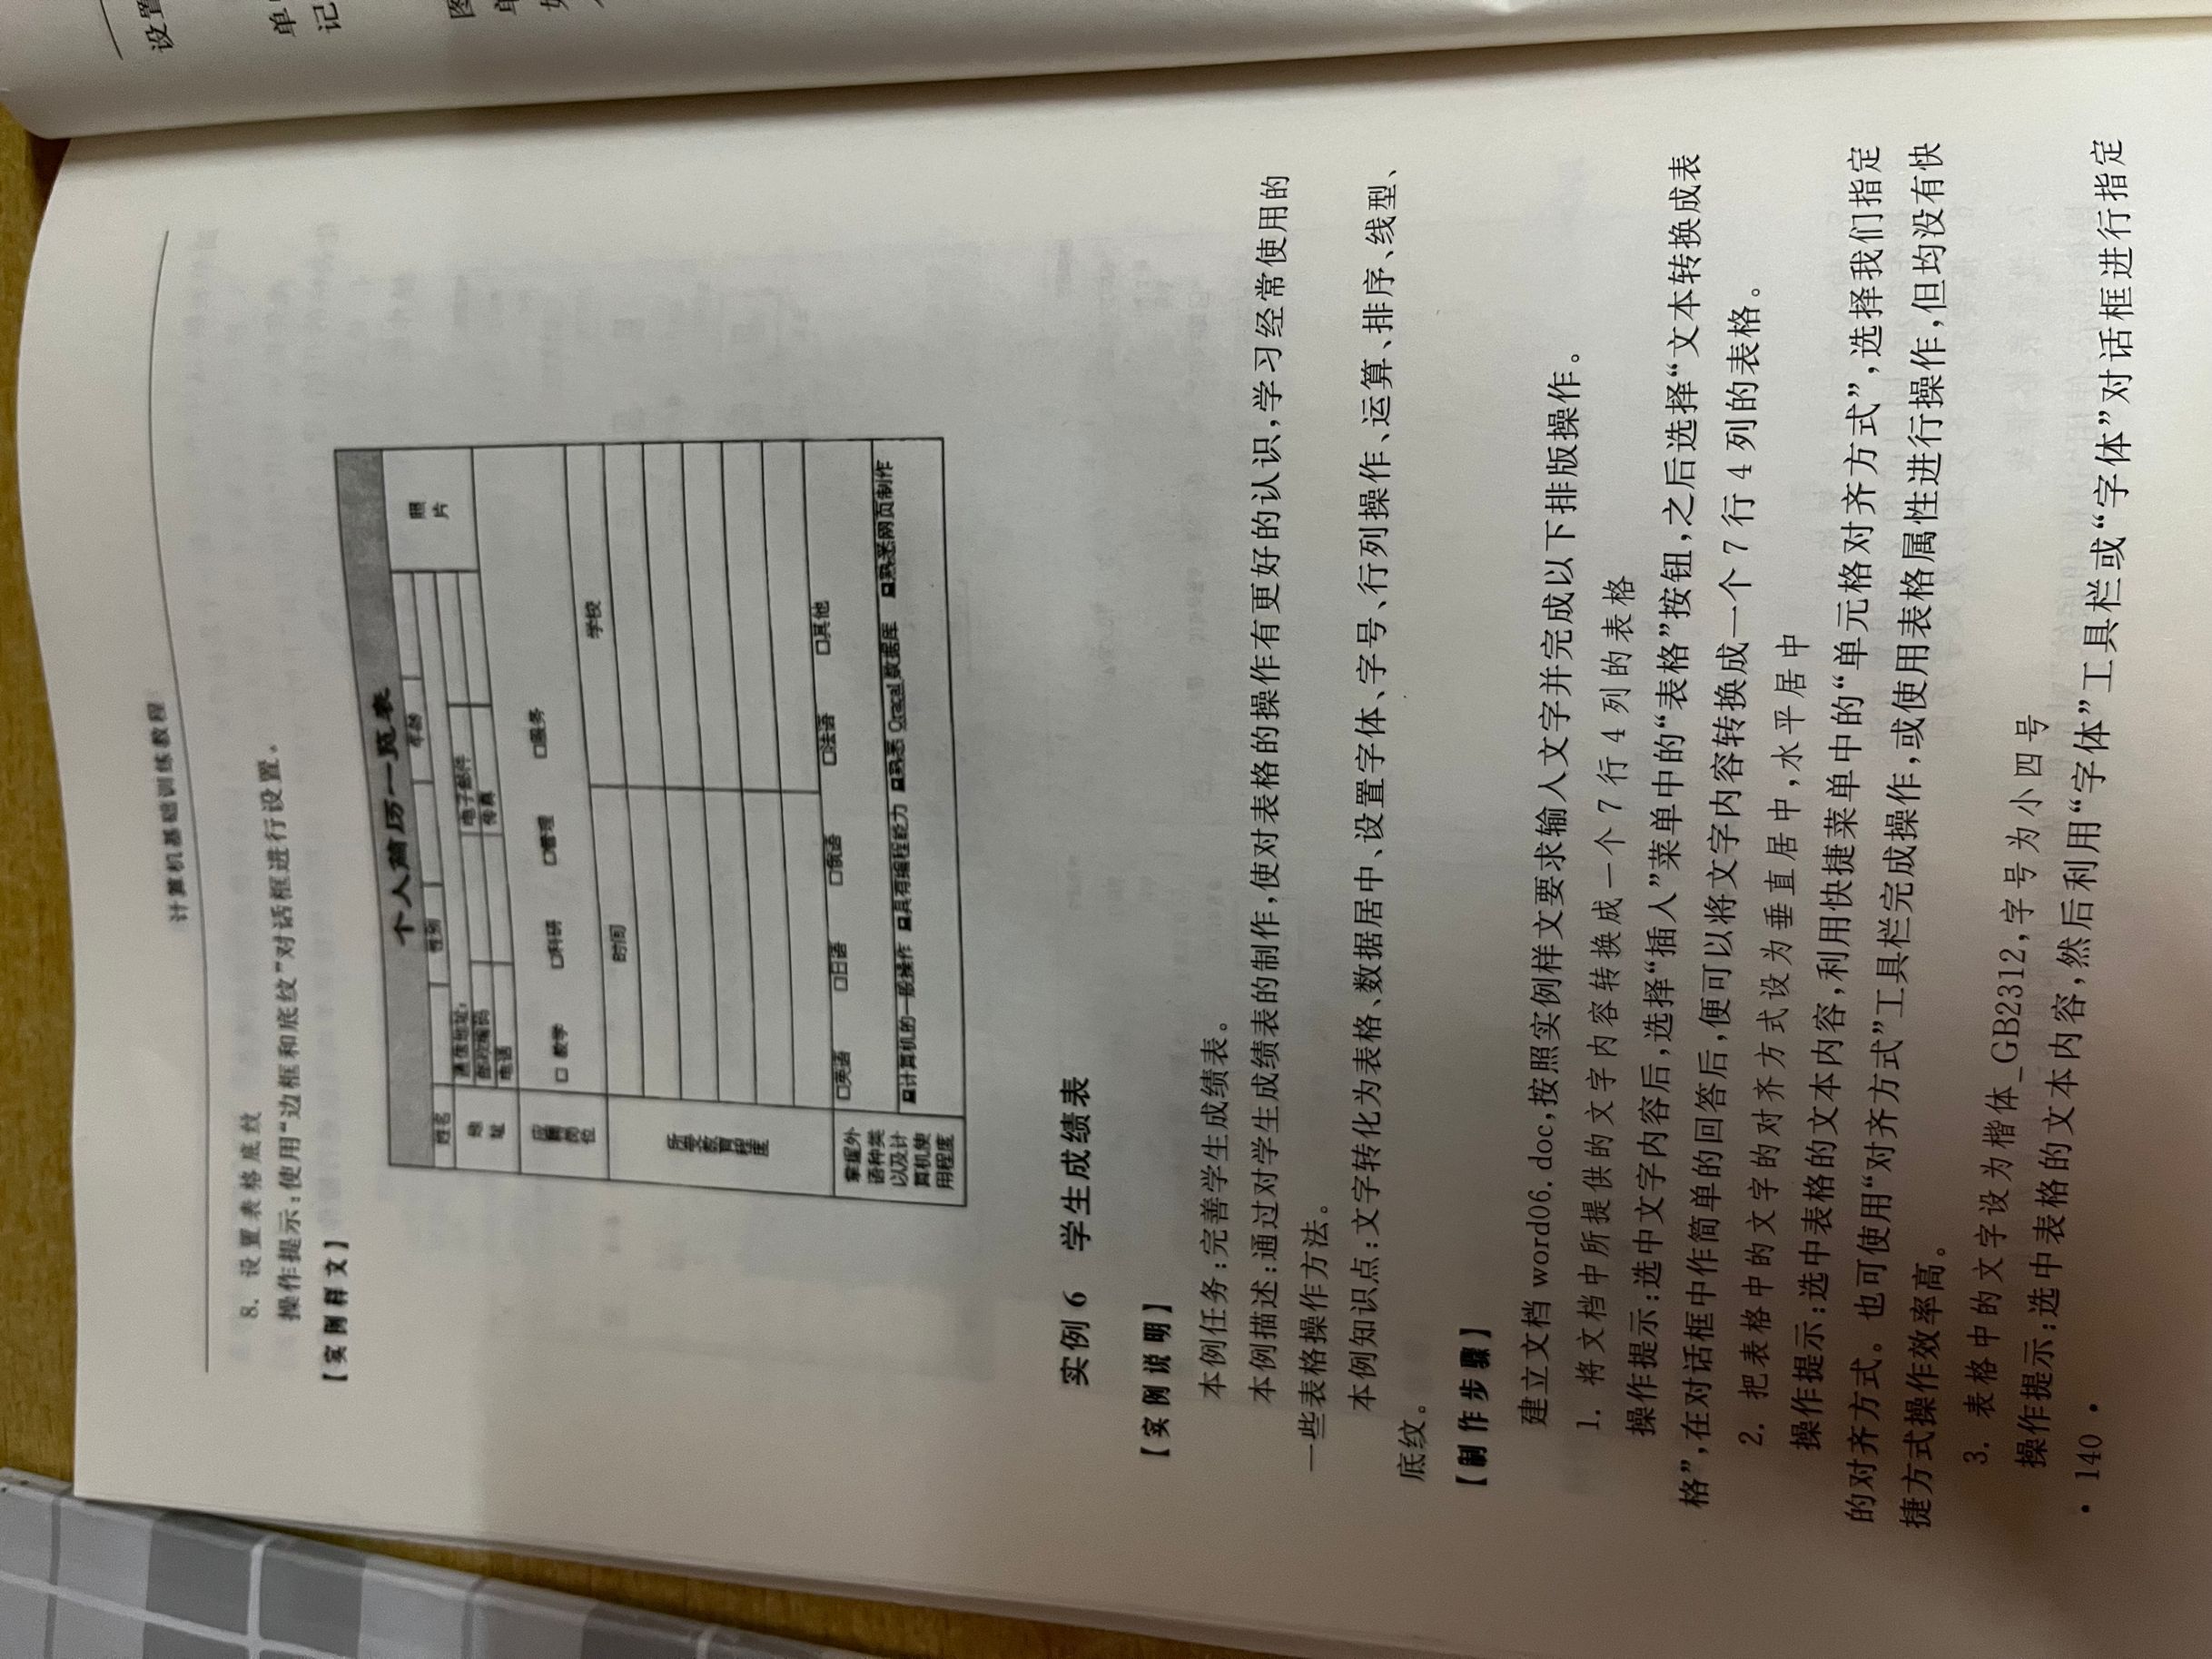 计算机基础训练教程
8. 设置表格底纹
操作提示:使用“边框和底纹”对话框进行设置。
【实例样文】
个人简历一览表
姓名 性别 年龄 照片
地址 通信地址:
邮政编码 电子邮件
电话 传真
应聘岗位 □教学 □科研 □管理 □服务
所受教育程度 时间 学校
掌握外语种类以及计算机使用程度 □英语 □日语 □俄语 □法语 □其他
计算机的一般操作 具有编程能力 熟悉Oracal数据库 熟悉网页制作
实例6 学生成绩表
【实例说明】
本例任务:完善学生成绩表。
本例描述:通过对学生成绩表的制作,使对表格的操作有更好的认识,学习经常使用的
一些表格操作方法。
本例知识点:文字转化为表格、数据居中、设置字体、字号、行列操作、运算、排序、线型、
底纹。
【制作步骤】
建立文档 word06.doc,按照实例样文要求输入文字并完成以下排版操作。
1. 将文档中所提供的文字内容转换成一个7行4列的表格
操作提示:选中文字内容后,选择“插入”菜单中的“表格”按钮,之后选择“文本转换成表
格”,在对话框中作简单的回答后,便可以将文字内容转换成一个7行4列的表格。
2. 把表格中的文字的对齐方式设为垂直居中,水平居中
操作提示:选中表格的文本内容,利用快捷菜单中的“单元格对齐方式”,选择我们指定
的对齐方式。也可使用“对齐方式”工具栏完成操作,或使用表格属性进行操作,但均没有快
捷方式操作效率高。
3. 表格中的文字设为楷体_GB2312,字号为小四号
操作提示:选中表格的文本内容,然后利用“字体”工具栏或“字体”对话框进行指定
• 140 •
设置
单
记
图
单